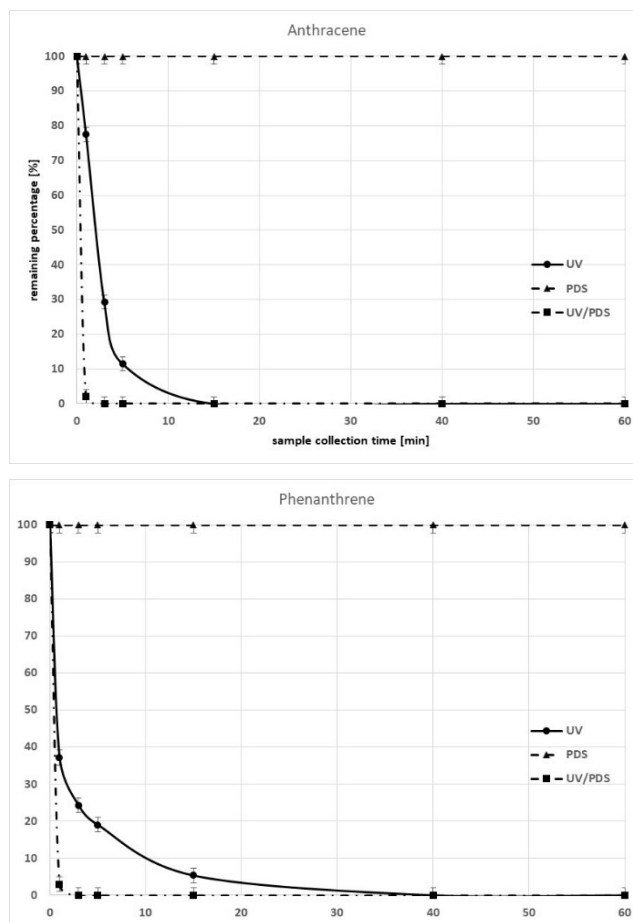 Anthracene
100
90
80
70
60
50
40
30
20
10
0
remaining percentage [%]
UV
PDS
UV/PDS
0 10 20 30 40 50 60
sample collection time [min]
Phenanthrene
100
90
80
70
60
50
40
30
20
10
0
UV
PDS
UV/PDS
0 10 20 30 40 50 60